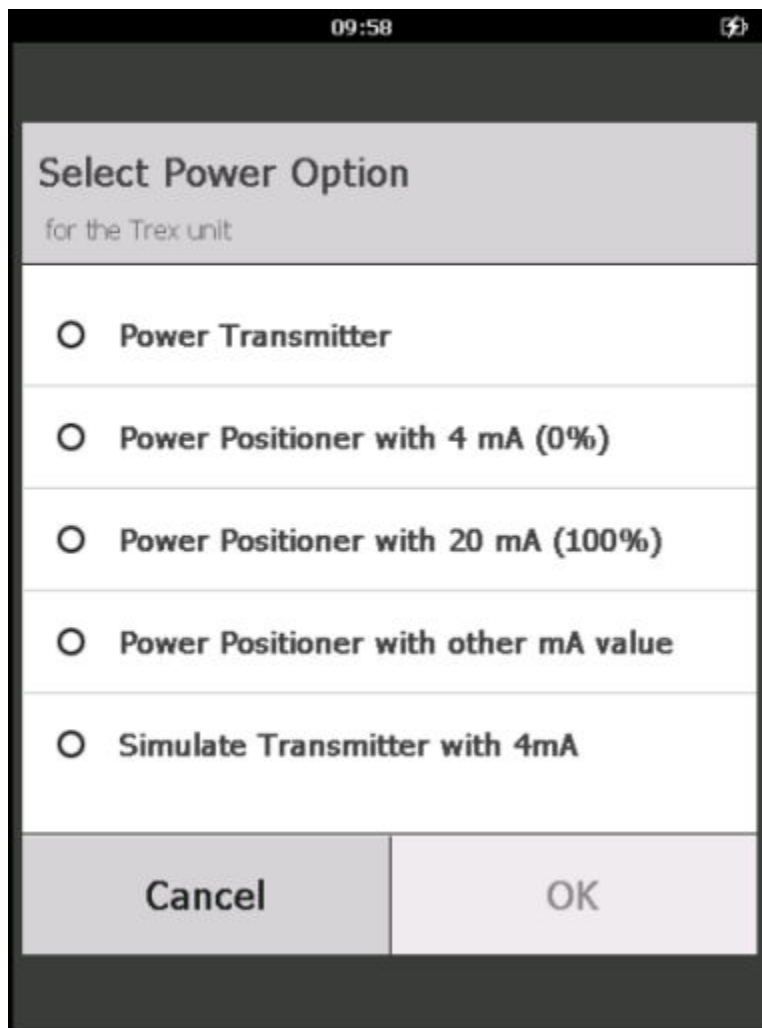 09:58
Select Power Option
for the Trex unit
Power Transmitter
Power Positioner with 4 mA (0%)
Power Positioner with 20 mA (100%)
Power Positioner with other mA value
Simulate Transmitter with 4mA
Cancel
OK